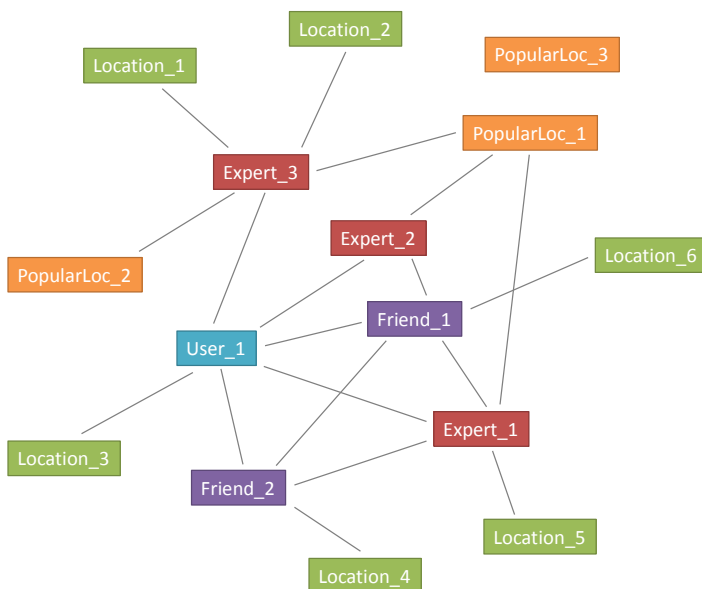 Location_2
PopularLoc_3
Location_1
PopularLoc_1
Expert_3
Expert_2
Location_6
PopularLoc_2
Friend_1
User_1
Expert_1
Location_3
Friend_2
Location_5
Location_4